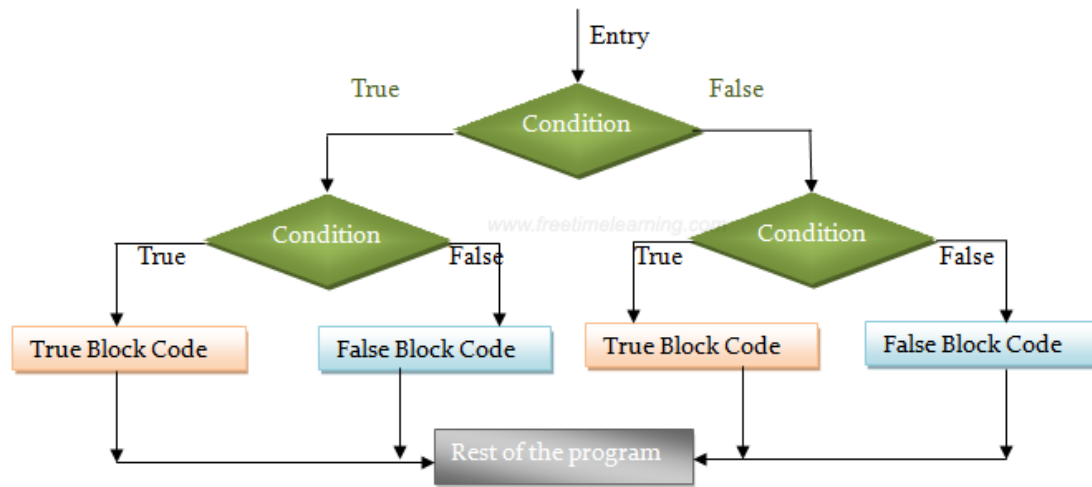 Entry
True
False
Condition
www.freetimelearning.com
Condition
Condition
True
False
True
False
True Block Code
False Block Code
True Block Code
False Block Code
Rest of the program